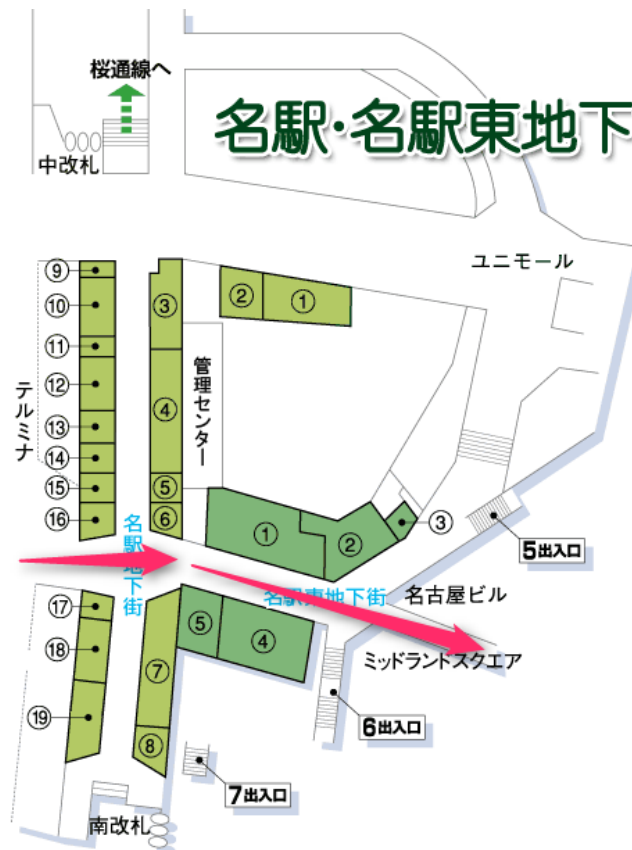 桜通線へ
中改札
名駅・名駅東地下
ユニモール
⑨
⑩
⑪
⑫
⑬
⑭
⑮
⑯
テルミナ
③
④
⑤
⑥
管理センター
②
①
①
②
③
5出入口
名駅地下街
名駅東地下街
名古屋ビル
ミッドランドスクエア
⑰
⑱
⑲
⑦
⑧
⑤
④
6出入口
7出入口
南改札